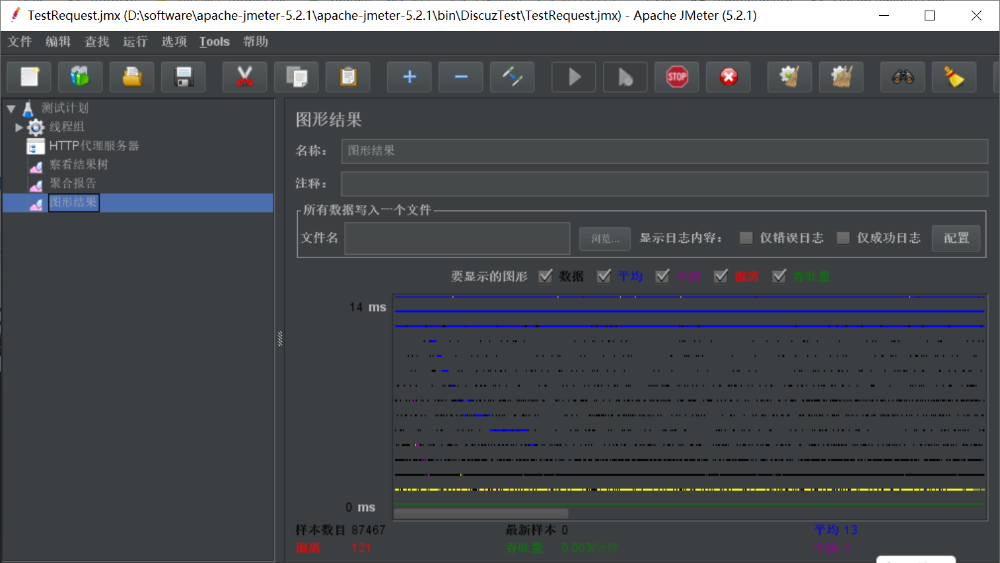 TestRequest.jmx (D:\software\apache-jmeter-5.2.1\apache-jmeter-5.2.1\bin\DiscuzTest\TestRequest.jmx) - Apache JMeter (5.2.1)
文件 编辑 查找 运行 选项 Tools 帮助
STOP
测试计划
线程组
HTTP代理服务器
察看结果树
聚合报告
图形结果
图形结果
名称： 图形结果
注释：
所有数据写入一个文件
文件名 浏览... 显示日志内容： 仅错误日志 仅成功日志 配置
要显示的图形 数据 平均 中值 偏离 吞吐量
14 ms
0 ms
样本数目 87467 最新样本 0 平均 13
偏离 121 吞吐量 0.003/分钟 中值 0